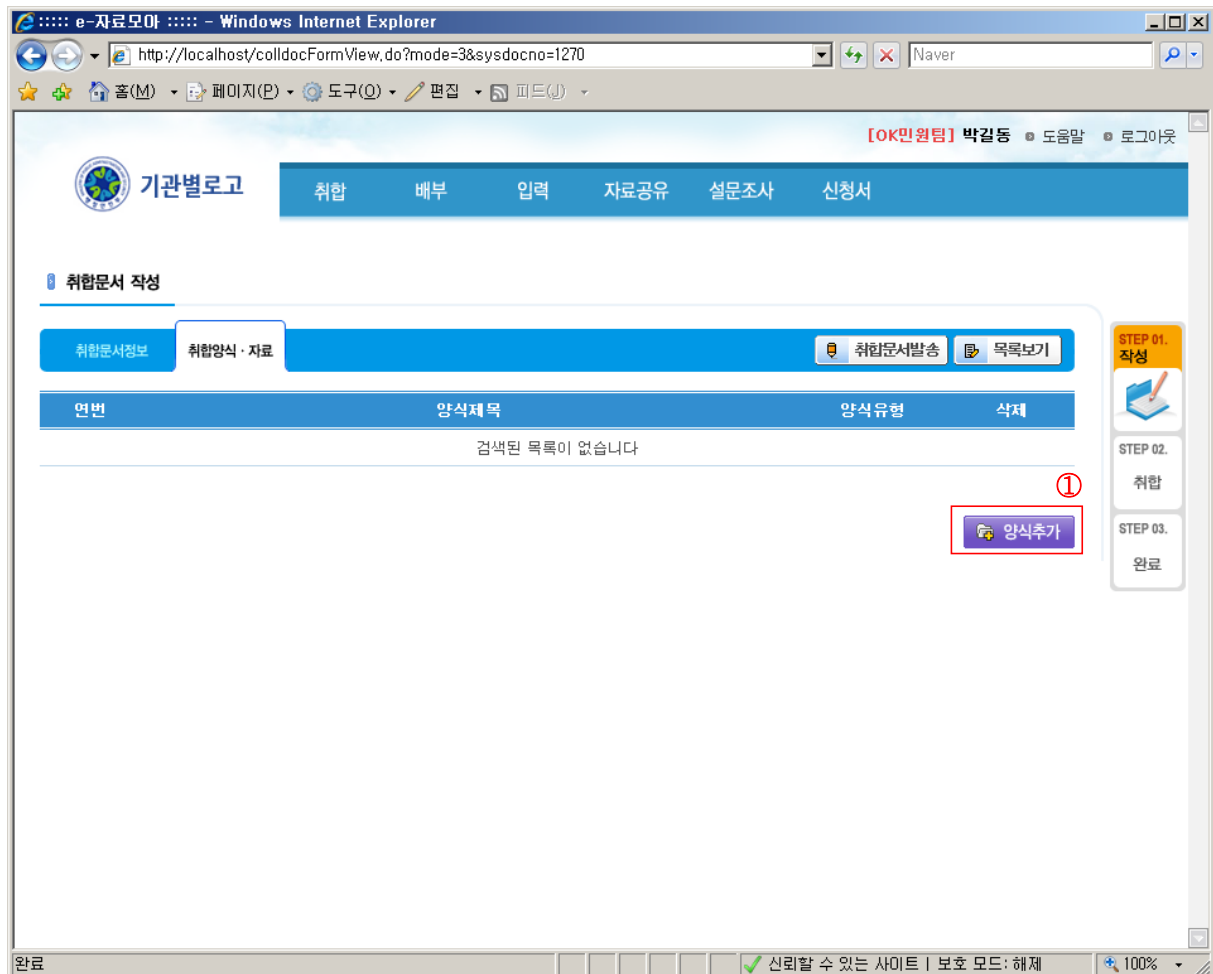 ::::: e-자료모아 ::::: - Windows Internet Explorer
http://localhost/colldocFormView.do?mode=3&sysdocno=1270 Naver
홈(M) 페이지(P) 도구(O) 편집 피드(J)
[OK민원팀] 박길동 도움말 로그아웃
기관별로고 취합 배부 입력 자료공유 설문조사 신청서
취합문서 작성
취합문서정보 취합양식 · 자료 취합문서발송 목록보기
STEP 01.
작성
연번 양식제목 양식유형 삭제
검색된 목록이 없습니다
STEP 02.
취합
①
양식추가
STEP 03.
완료
완료 신뢰할 수 있는 사이트 | 보호 모드: 해제 100%